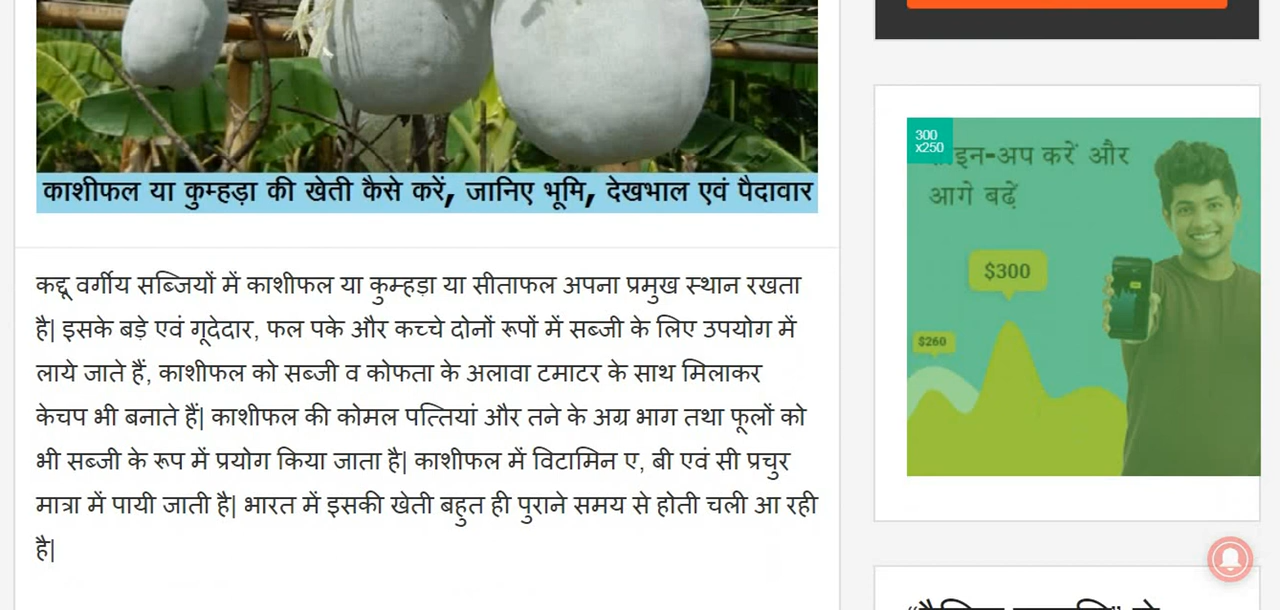 काशीफल या कुम्हड़ा की खेती कैसे करें, जानिए भूमि, देखभाल एवं पैदावार
कद्दू वर्गीय सब्जियों में काशीफल या कुम्हड़ा या सीताफल अपना प्रमुख स्थान रखता
है| इसके बड़े एवं गूदेदार, फल पके और कच्चे दोनों रूपों में सब्जी के लिए उपयोग में
लाये जाते हैं, काशीफल को सब्जी व कोफता के अलावा टमाटर के साथ मिलाकर
केचप भी बनाते हैं| काशीफल की कोमल पत्तियां और तने के अग्र भाग तथा फूलों को
भी सब्जी के रूप में प्रयोग किया जाता है| काशीफल में विटामिन ए, बी एवं सी प्रचुर
मात्रा में पायी जाती है| भारत में इसकी खेती बहुत ही पुराने समय से होती चली आ रही
है|
300
x250
और
करें
आगे बढ़ें
$300
$260